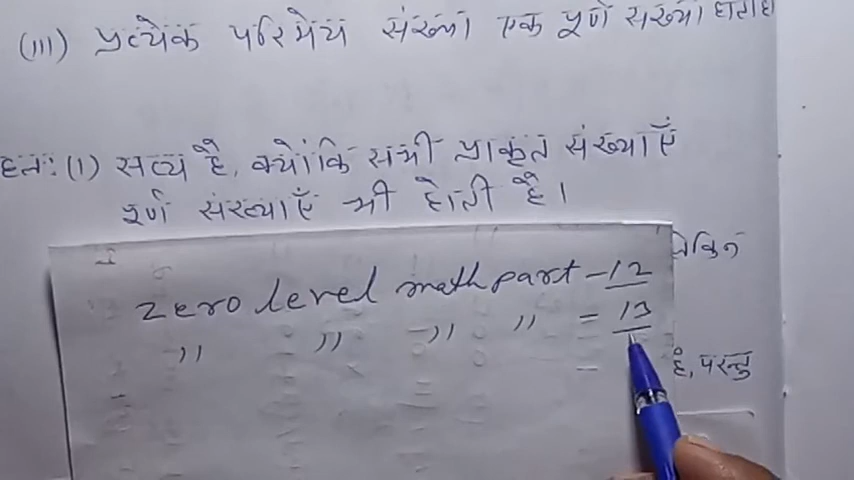 (III) प्रत्येक परिमेय संख्या एक पूर्ण संख्या होती है
हल: (I) सत्य है, क्योंकि सभी प्राकृत संख्याएँ
पूर्ण संख्याएँ भी होती है।
लेकिन
zero level math part - 12
" " " " = 13
है, परन्तु